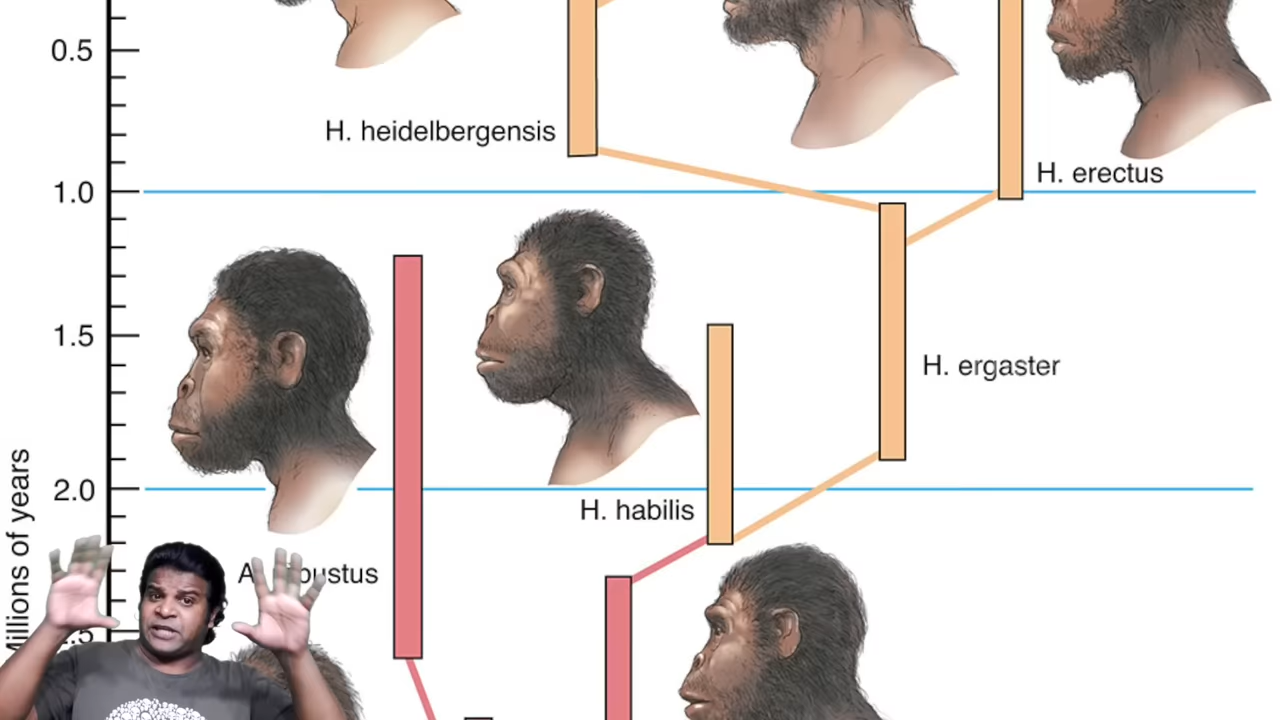 0.5
H. heidelbergensis
1.0
H. erectus
1.5
H. ergaster
2.0
H. habilis
Millions of years